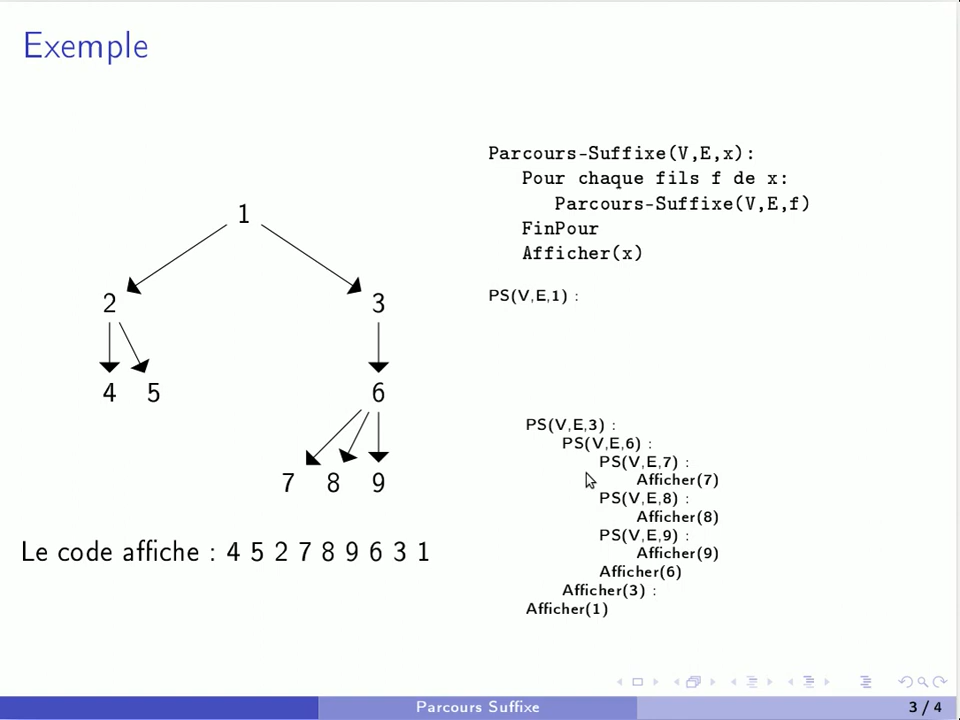 Exemple
Parcours-Suffixe(V,E,x):
Pour chaque fils f de x:
Parcours-Suffixe(V,E,f)
FinPour
Afficher(x)
PS(V,E,1) :
1
2 3
4 5 6
7 8 9
PS(V,E,3) :
PS(V,E,6) :
PS(V,E,7) :
Afficher(7)
PS(V,E,8) :
Afficher(8)
PS(V,E,9) :
Afficher(9)
Afficher(6)
Afficher(3) :
Afficher(1)
Le code affiche : 4 5 2 7 8 9 6 3 1
Parcours Suffixe
3 / 4